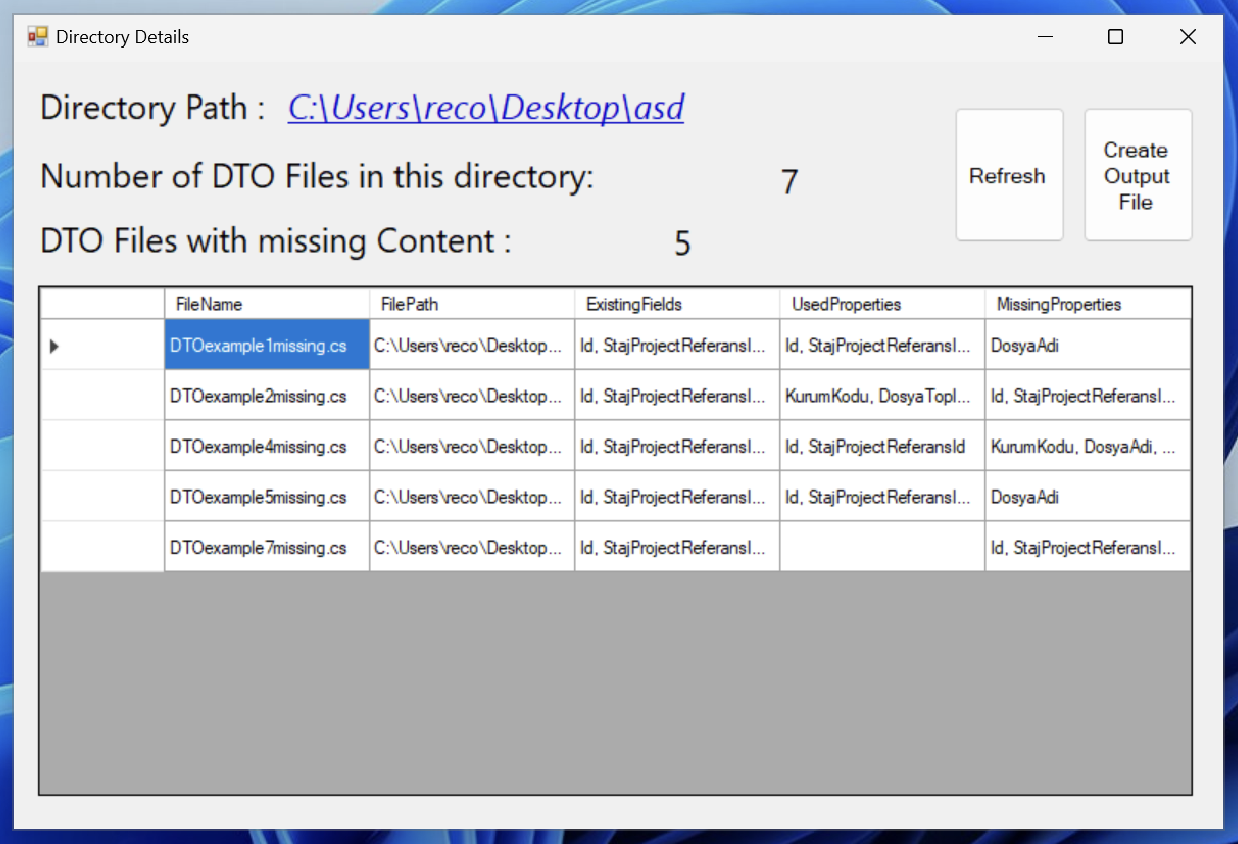 Directory Details
Directory Path : C:\Users\reco\Desktop\asd
Number of DTO Files in this directory: 7
DTO Files with missing Content : 5
Refresh
Create
Output
File
FileName FilePath ExistingFields UsedProperties MissingProperties
DTOexample1missing.cs C:\Users\reco\Desktop... Id, StajProjectReferansI... Id, StajProjectReferansI... DosyaAdi
DTOexample2missing.cs C:\Users\reco\Desktop... Id, StajProjectReferansI... KurumKodu, DosyaTopl... Id, StajProjectReferansI...
DTOexample4missing.cs C:\Users\reco\Desktop... Id, StajProjectReferansI... Id, StajProjectReferansId KurumKodu, DosyaAdi, ...
DTOexample5missing.cs C:\Users\reco\Desktop... Id, StajProjectReferansI... Id, StajProjectReferansI... DosyaAdi
DTOexample7missing.cs C:\Users\reco\Desktop... Id, StajProjectReferansI... Id, StajProjectReferansI...